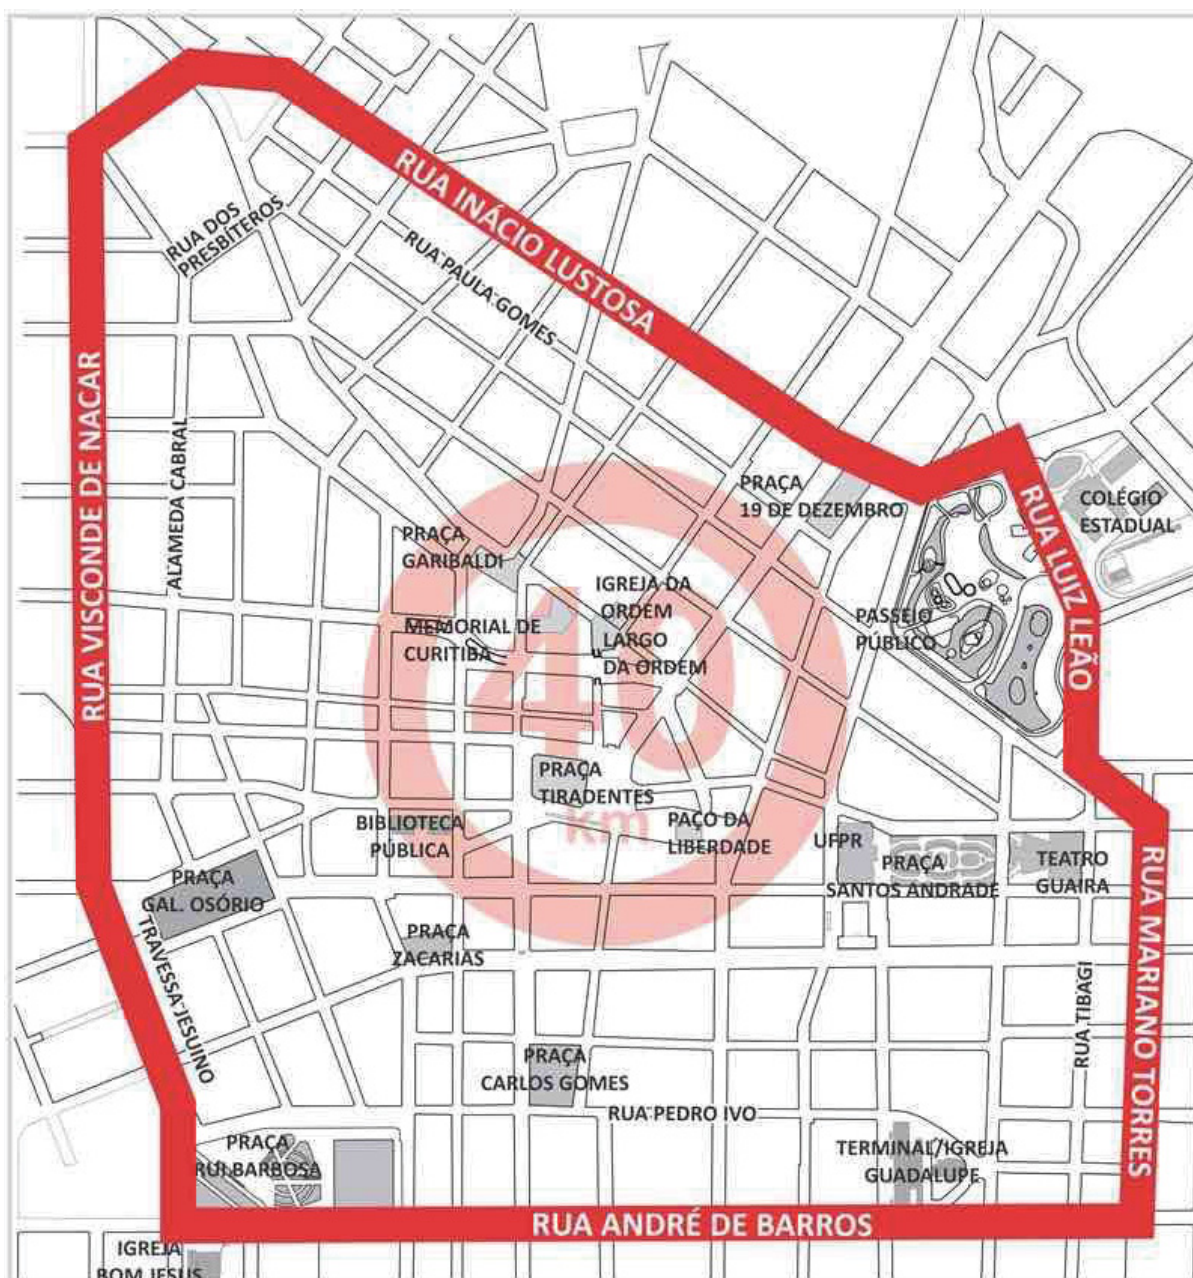 RUA INÁCIO LUSTOSA
RUA DOS
PRESBÍTEROS
RUA PAULA GOMES
RUA VISCONDE DE NACAR
ALAMEDA CABRAL
PRAÇA
19 DE DEZEMBRO
COLÉGIO
ESTADUAL
RUA LUIZ LEÃO
PRAÇA
GARIBALDI
IGREJA DA
ORDEM
LARGO
DA ORDEM
MEMORIAL DE
CURITIBA
PASSEIO
PÚBLICO
40
km
PRAÇA
TIRADENTES
BIBLIOTECA
PÚBLICA
PAÇO DA
LIBERDADE
UFPR
PRAÇA
SANTOS ANDRADE
TEATRO
GUAIRA
PRAÇA
GAL. OSÓRIO
PRAÇA
ZACARIAS
TRAVESSA JESUINO
RUA TIBAGI
RUA MARIANO TORRES
PRAÇA
CARLOS GOMES
RUA PEDRO IVO
PRAÇA
RUI BARBOSA
TERMINAL/IGREJA
GUADALUPE
RUA ANDRÉ DE BARROS
IGREJA
BOM JESUS